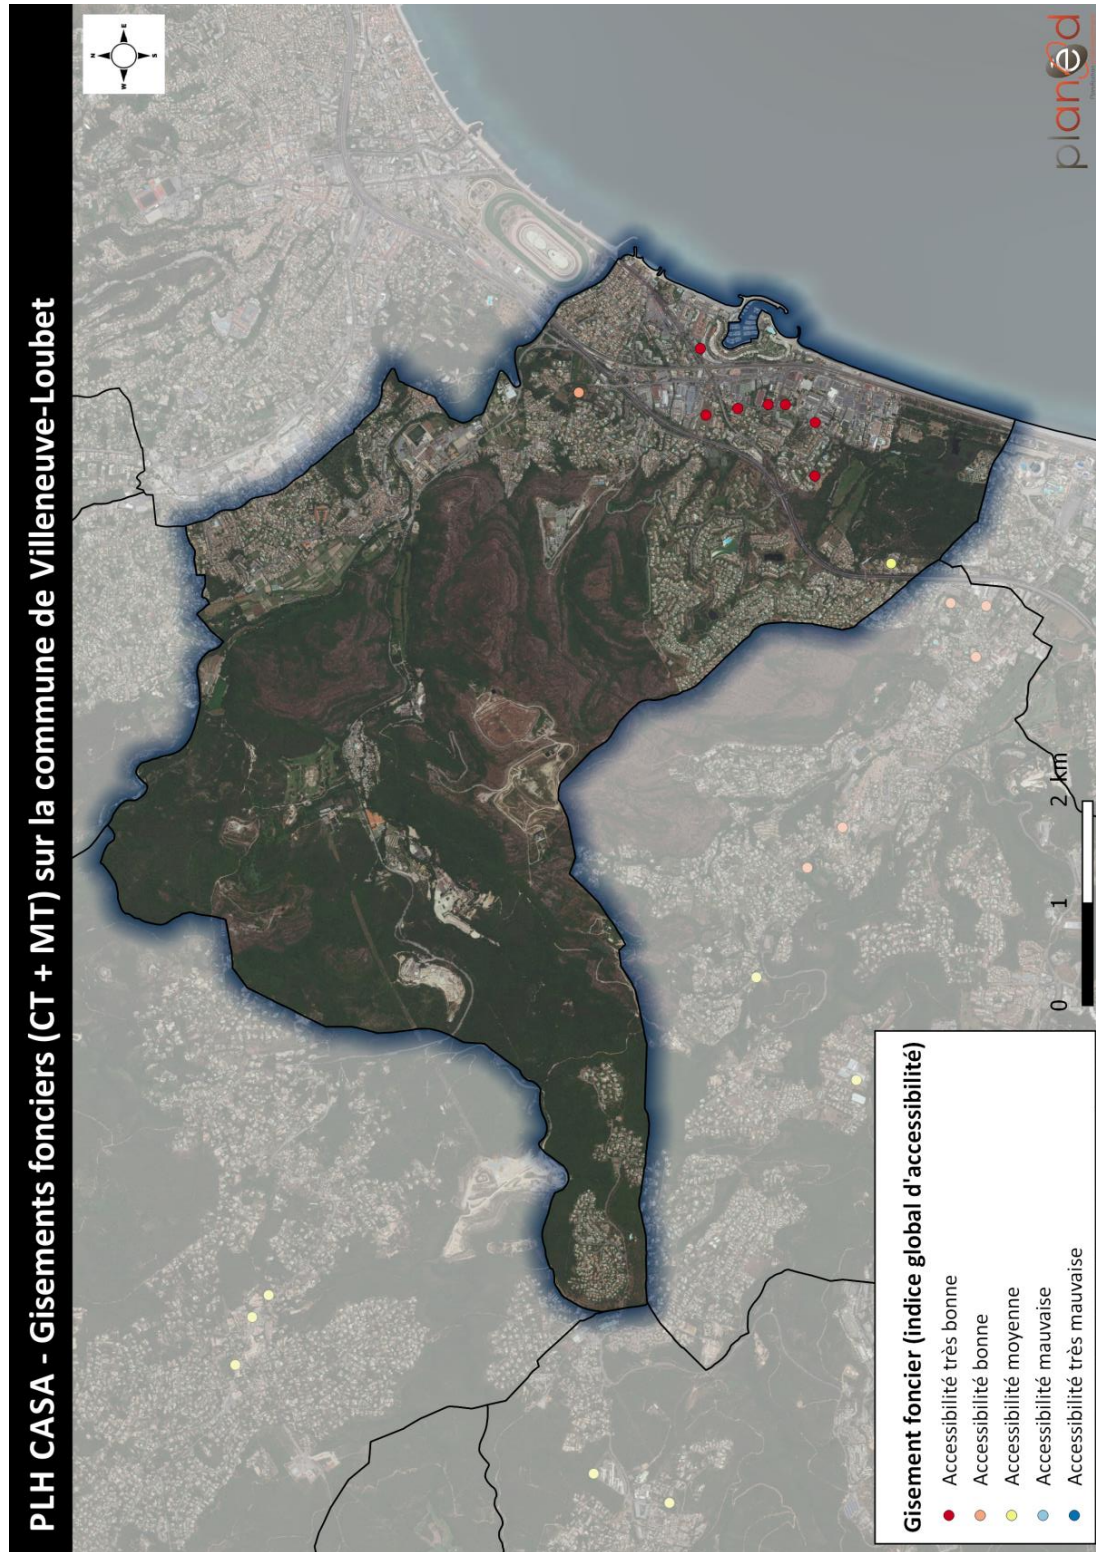 PLH CASA - Gisements fonciers (CT + MT) sur la commune de Villeneuve-Loubet
N
E
S
W
planed
Gisement foncier (indice global d'accessibilité)
Accessibilité très bonne
Accessibilité bonne
Accessibilité moyenne
Accessibilité mauvaise
Accessibilité très mauvaise
0 1 2 km